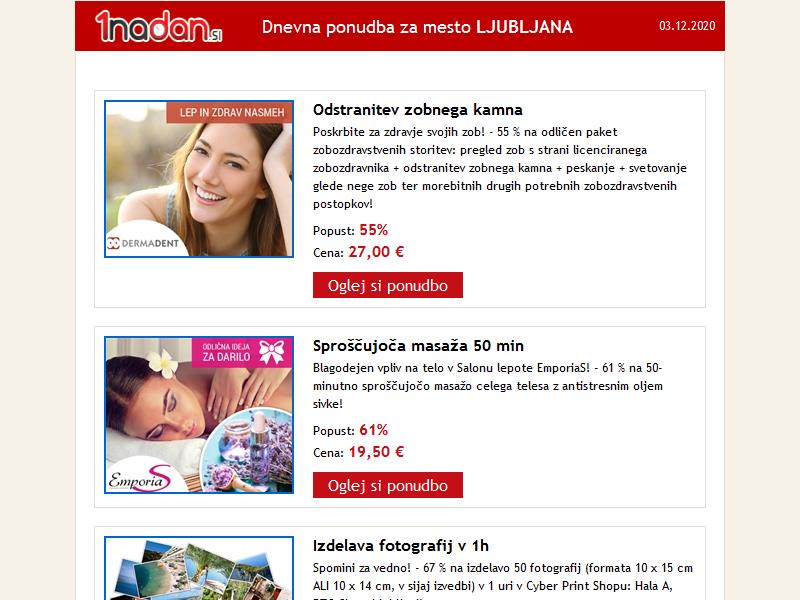 1nadan.si
Dnevna ponudba za mesto LJUBLJANA
03.12.2020
LEP IN ZDRAV NASMEH
DERMADENT
Odstranitev zobnega kamna
Poskrbite za zdravje svojih zob! - 55 % na odličen paket
zobozdravstvenih storitev: pregled zob s strani licenciranega
zobozdravnika + odstranitev zobnega kamna + peskanje + svetovanje
glede nege zob ter morebitnih drugih potrebnih zobozdravstvenih
postopkov!
Popust: 55%
Cena: 27,00 €
Oglej si ponudbo
ODLIČNA IDEJA
ZA DARILO
EmporiaS
Sproščujoča masaža 50 min
Blagodejen vpliv na telo v Salonu lepote EmporiaS! - 61 % na 50-
minutno sproščujočo masažo celega telesa z antistresnim oljem
sivke!
Popust: 61%
Cena: 19,50 €
Oglej si ponudbo
Izdelava fotografij v 1h
Spomini za vedno! - 67 % na izdelavo 50 fotografij (formata 10 x 15 cm
ALI 10 x 14 cm, v sijaj izvedbi) v 1 uri v Cyber Print Shopu: Hala A,